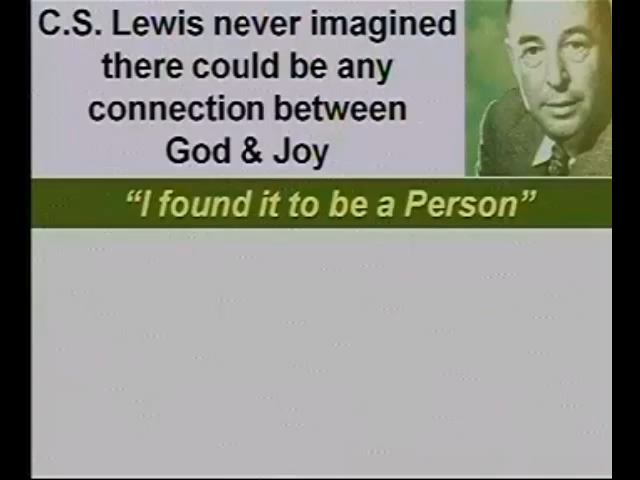 C.S. Lewis never imagined
there could be any
connection between
God & Joy
“I found it to be a Person”